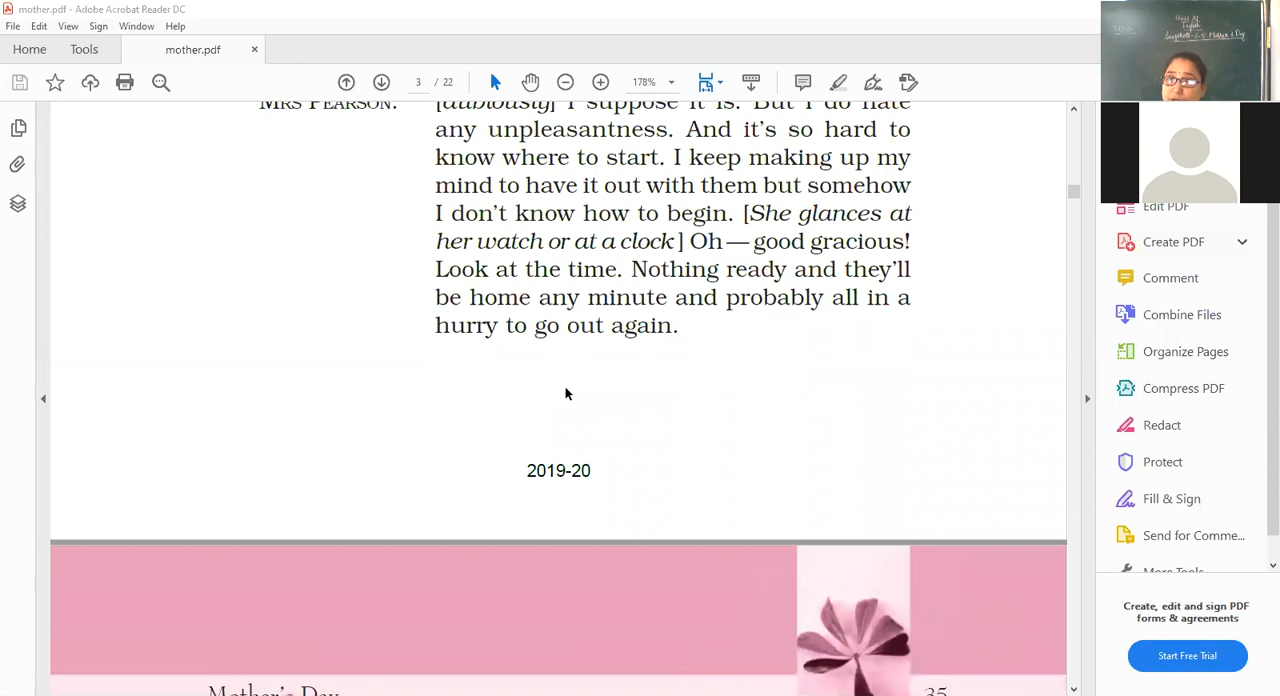 mother.pdf - Adobe Acrobat Reader DC
File Edit View Sign Window Help
Home Tools mother.pdf ×
3 / 22 178%
MRS PEARSON: [dubiously] I suppose it is. But I do hate
any unpleasantness. And it's so hard to
know where to start. I keep making up my
mind to have it out with them but somehow
I don't know how to begin. [She glances at
her watch or at a clock] Oh—good gracious!
Look at the time. Nothing ready and they'll
be home any minute and probably all in a
hurry to go out again.
2019-20
Mother's Day 35
English
Mother's Day
Edit PDF
Create PDF
Comment
Combine Files
Organize Pages
Compress PDF
Redact
Protect
Fill & Sign
Send for Comme...
More Tools
Create, edit and sign PDF
forms & agreements
Start Free Trial